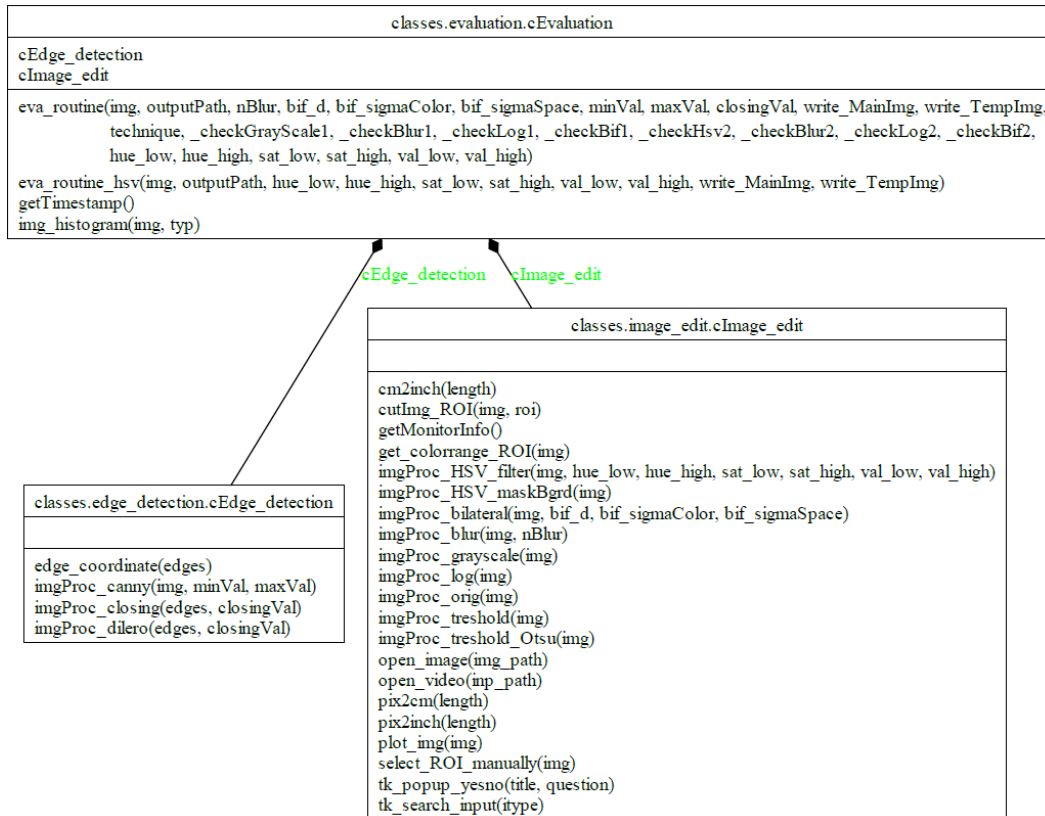 classes.evaluation.cEvaluation
cEdge_detection
cImage_edit
eva_routine(img, outputPath, nBlur, bif_d, bif_sigmaColor, bif_sigmaSpace, minVal, maxVal, closingVal, write_MainImg, write_TempImg,
technique, _checkGrayScale1, _checkBlur1, _checkLog1, _checkBif1, _checkHsv2, _checkBlur2, _checkLog2, _checkBif2,
hue_low, hue_high, sat_low, sat_high, val_low, val_high)
eva_routine_hsv(img, outputPath, hue_low, hue_high, sat_low, sat_high, val_low, val_high, write_MainImg, write_TempImg)
getTimestamp()
img_histogram(img, typ)
cEdge_detection
cImage_edit
classes.image_edit.cImage_edit
cm2inch(length)
cutImg_ROI(img, roi)
getMonitorInfo()
get_colorrange_ROI(img)
imgProc_HSV_filter(img, hue_low, hue_high, sat_low, sat_high, val_low, val_high)
imgProc_HSV_maskBgrd(img)
imgProc_bilateral(img, bif_d, bif_sigmaColor, bif_sigmaSpace)
imgProc_blur(img, nBlur)
imgProc_grayscale(img)
imgProc_log(img)
imgProc_orig(img)
imgProc_treshold(img)
imgProc_treshold_Otsu(img)
open_image(img_path)
open_video(inp_path)
pix2cm(length)
pix2inch(length)
plot_img(img)
select_ROI_manually(img)
tk_popup_yesno(title, question)
tk_search_input(itype)
classes.edge_detection.cEdge_detection
edge_coordinate(edges)
imgProc_canny(img, minVal, maxVal)
imgProc_closing(edges, closingVal)
imgProc_dilero(edges, closingVal)